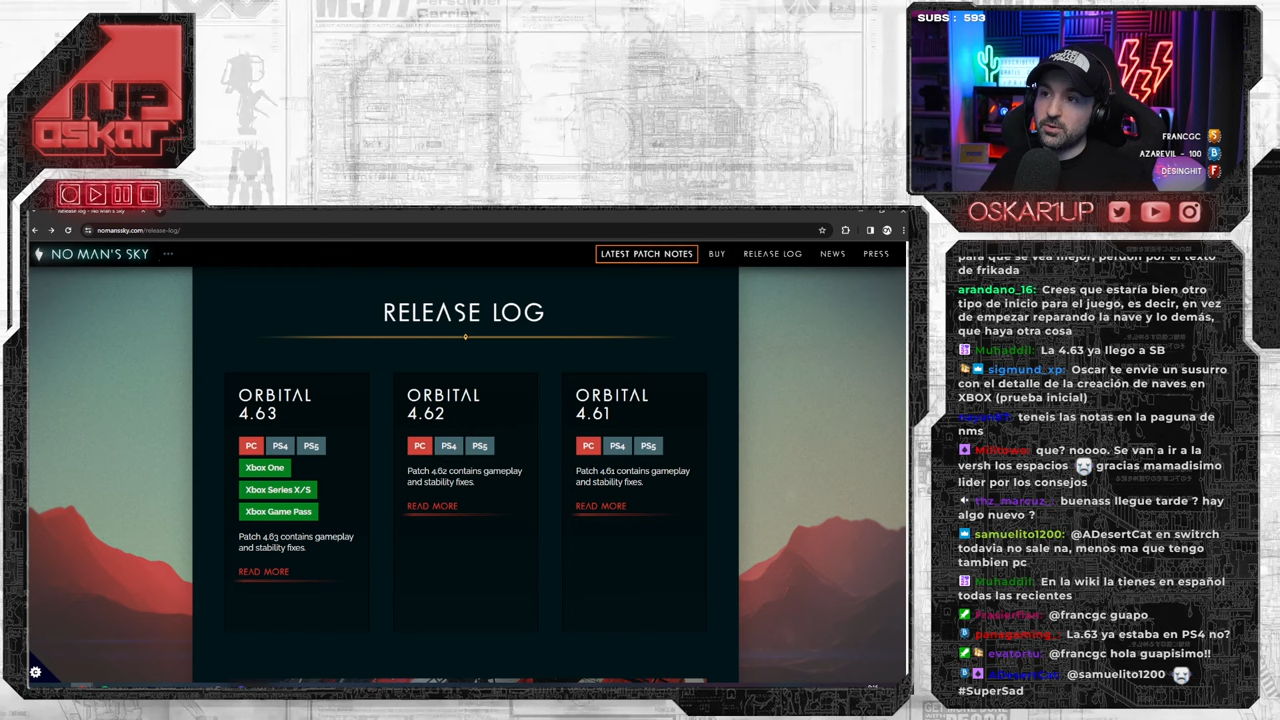 SUBS : 593
1UP
OSKAR
FRANCGC
AZAREVIL - 100
DESINGHIT
OSKAR1UP
Release log - No Man's Sky
nomanssky.com/release-log/
NO MAN'S SKY
LATEST PATCH NOTES
BUY
RELEASE LOG
NEWS
PRESS
RELEASE LOG
ORBITAL
4.63
PC PS4 PS5
Xbox One
Xbox Series X/S
Xbox Game Pass
Patch 4.63 contains gameplay
and stability fixes.
READ MORE
ORBITAL
4.62
PC PS4 PS5
Patch 4.62 contains gameplay
and stability fixes.
READ MORE
ORBITAL
4.61
PC PS4 PS5
Patch 4.61 contains gameplay
and stability fixes.
READ MORE
para que se vea mejor, perdon por el texto
de frikada
arandano_16: Crees que estaría bien otro
tipo de inicio para el juego, es decir, en vez
de empezar reparando la nave y lo demás,
que haya otra cosa
Muhaddil: La 4.63 ya llego a SB
sigmund_xp: Oscar te envie un susurro
con el detalle de la creación de naves en
XBOX (prueba inicial)
teneis las notas en la paguna de
nms
que? noooo. Se van a ir a la
versh los espacios gracias mamadisimo
lider por los consejos
buenass llegue tarde ? hay
algo nuevo ?
samuelito1200: @ADesertCat en switrch
todavia no sale na, menos ma que tengo
tambien pc
Muhaddil: En la wiki la tienes en español
todas las recientes
@francgc guapo
La.63 ya estaba en PS4 no?
evatortu: @francgc hola guapisimo!!
@samuelito1200
#SuperSad